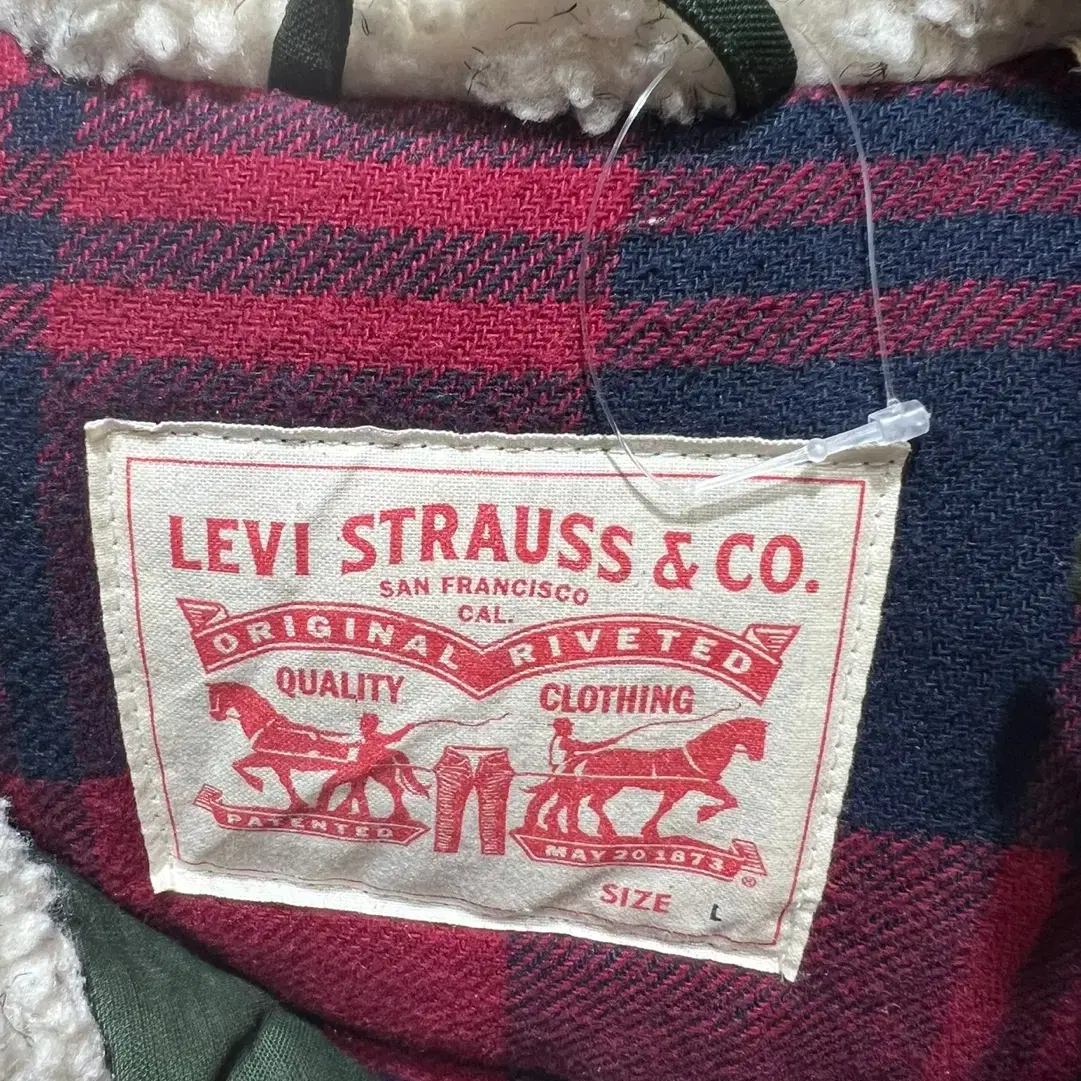 LEVI STRAUSS & CO.
SAN FRANCISCO
CAL.
ORIGINAL RIVETED
QUALITY CLOTHING
PATENTED MAY 20 1873 ®
SIZE L